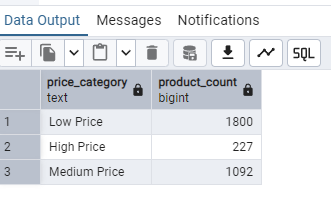 Data Output Messages Notifications
SQL
price_category product_count
text bigint
1 Low Price 1800
2 High Price 227
3 Medium Price 1092